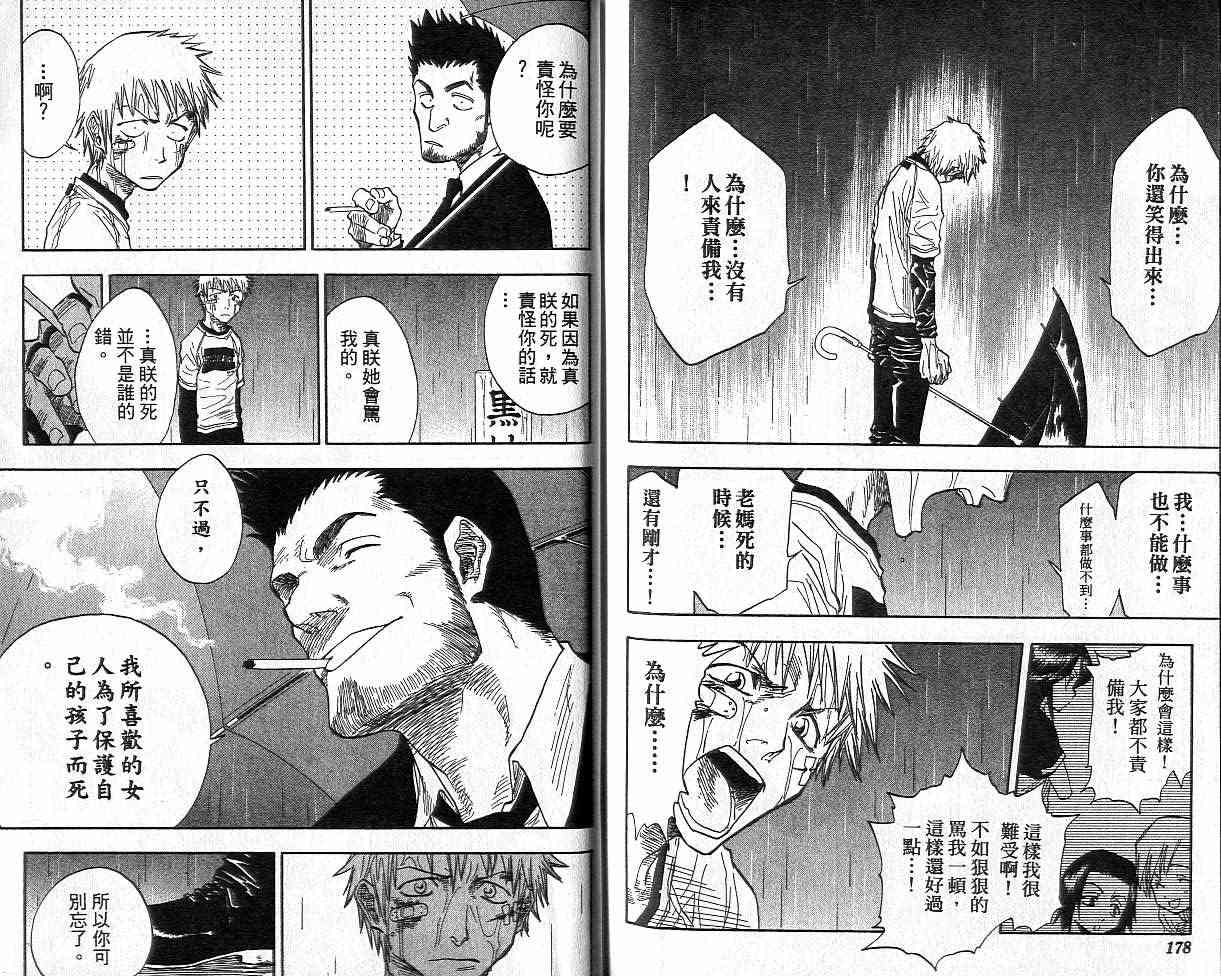 為什麼…
你還笑得出來…
為什麼…沒有
人來責備我…
！
我…什麼事
也不能做…
什麼事都做不到…
老媽死的
時候…
還有剛才…！
為什麼會這樣！
大家都不責
備我！
這樣我很
難受啊！
不如狠狠的
罵我一頓，
這樣還好過
一點…！
為什麼……
178
為什麼要
責怪你呢
？
…啊？
如果因為真
朕的死，就
責怪你的話
…
黑
真朕她會罵
我的。
…真朕的死
並不是誰的
錯。
只不過，
我所喜歡的女
人為了保護自
己的孩子而死
。
所以你可
別忘了。